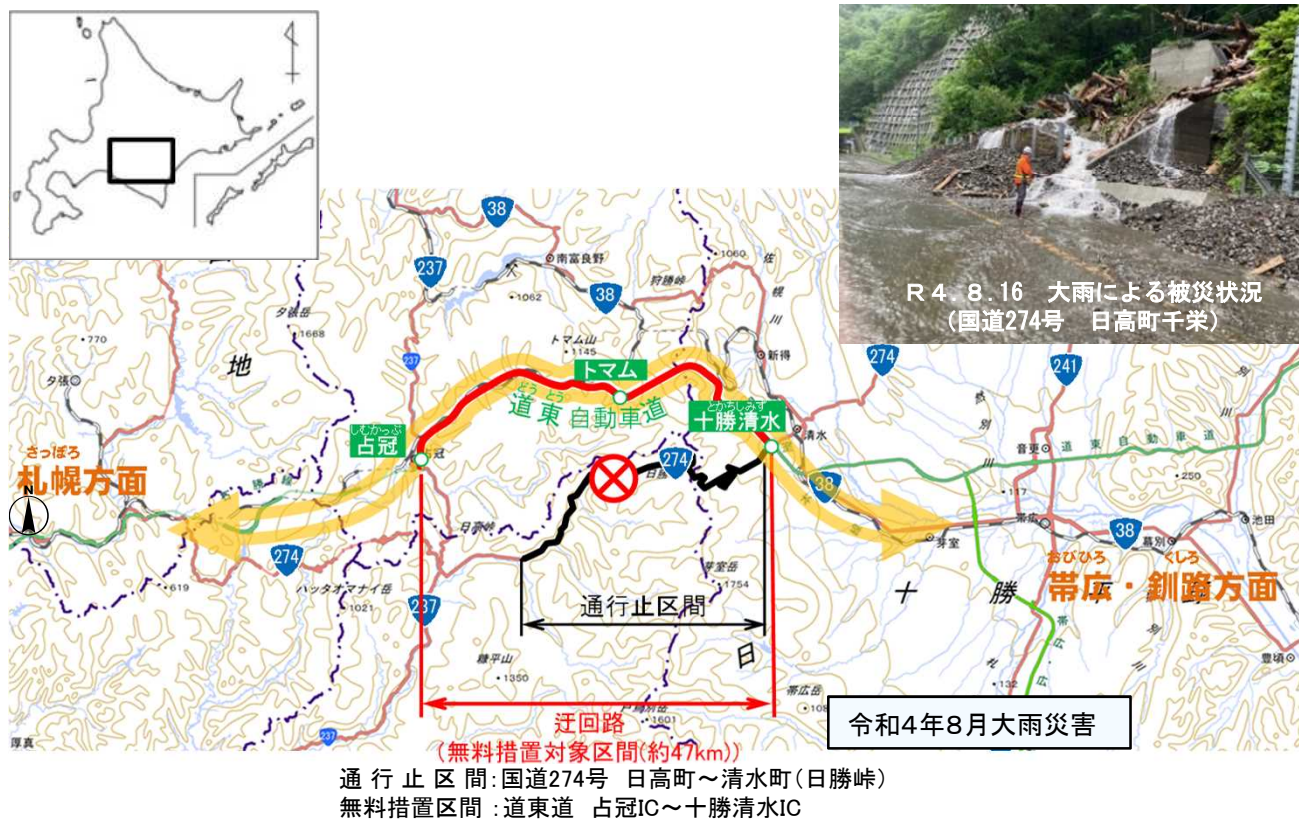 R4.8.16 大雨による被災状況
(国道274号 日高町千栄)
38
237
南富良野
狩勝峠
・1060
佐
幌
川
38
・1062
夕張岳
・1668
・770
地
トマム山
・1145
237
新得
274
241
夕張
トマム
どうとう
道東自動車道
とかちしみず
十勝清水
清水
しむかっぷ
占冠
音更
道東自動車道
・250
さっぽろ
札幌方面
N
274
38
・117
帯広
38
池田
幕別
芽室
日高峠
274
・619
ハッタオマナイ岳
・1021
237
芽室岳
・1754
おびひろ くしろ
帯広・釧路方面
十勝平
通行止区間
糠平山
・1350
日
札
・132
豊頃
帯広岳
戸蔦別岳
・1601
帯広・広
厚真
237
迂回路
(無料措置対象区間(約47km))
令和4年8月大雨災害
通行止区間:国道274号 日高町~清水町(日勝峠)
無料措置区間:道東道 占冠IC~十勝清水IC